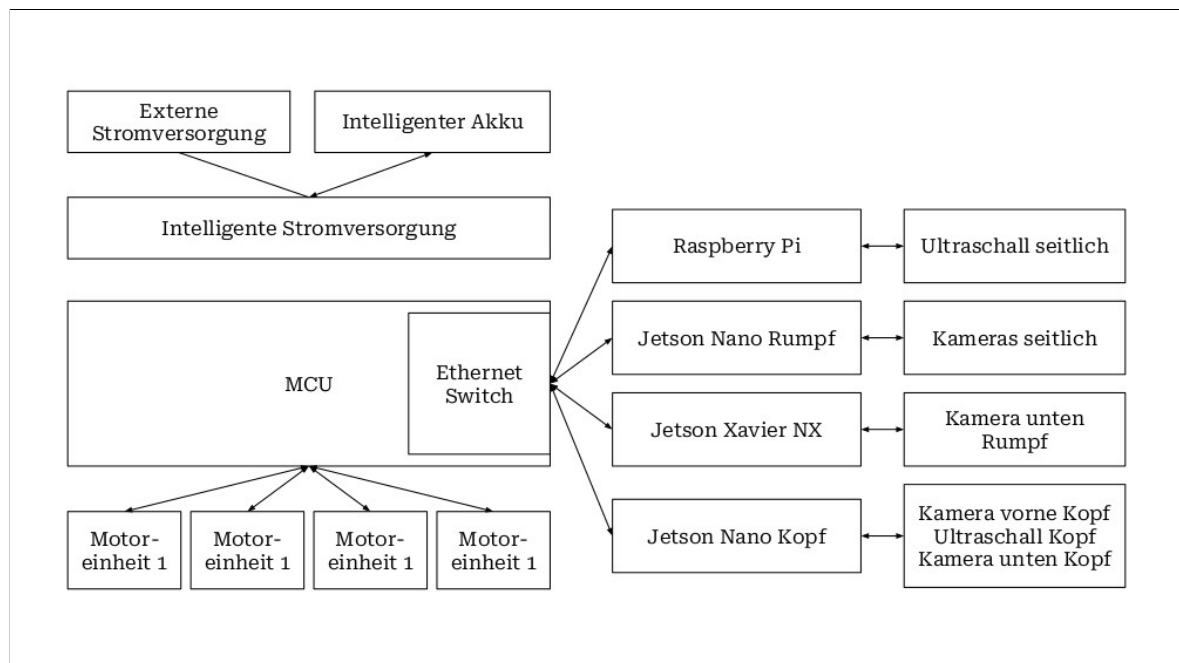 Externe
Stromversorgung
Intelligenter Akku
Intelligente Stromversorgung
MCU
Ethernet
Switch
Motor-
einheit 1
Motor-
einheit 1
Motor-
einheit 1
Motor-
einheit 1
Raspberry Pi
Ultraschall seitlich
Jetson Nano Rumpf
Kameras seitlich
Jetson Xavier NX
Kamera unten
Rumpf
Jetson Nano Kopf
Kamera vorne Kopf
Ultraschall Kopf
Kamera unten Kopf